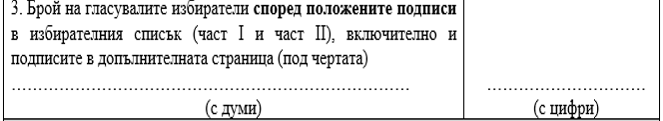 3. Брой на гласувалите избиратели според положените подписи
в избирателния списък (част I и част II), включително и
подписите в допълнителната страница (под чертата)
…………………………………………………………………… …………………………
(с думи) (с цифри)